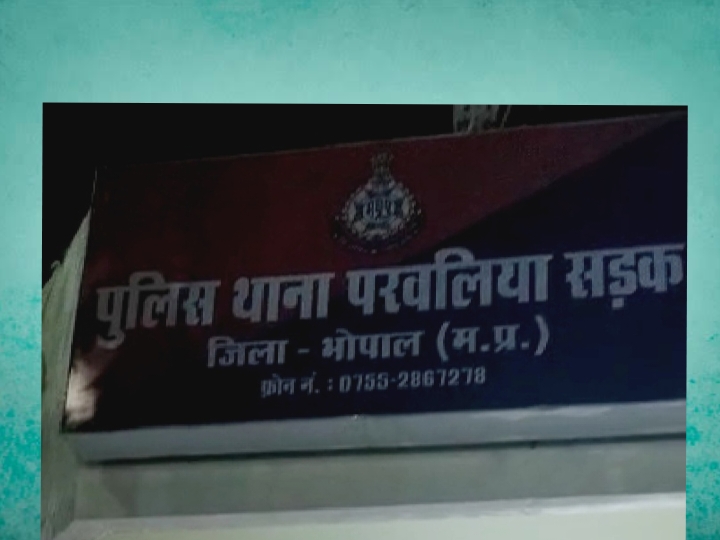 पुलिस थाना परवलिया सड़क
जिला - भोपाल (म.प्र.)
फ़ोन नं. : 0755-2867278